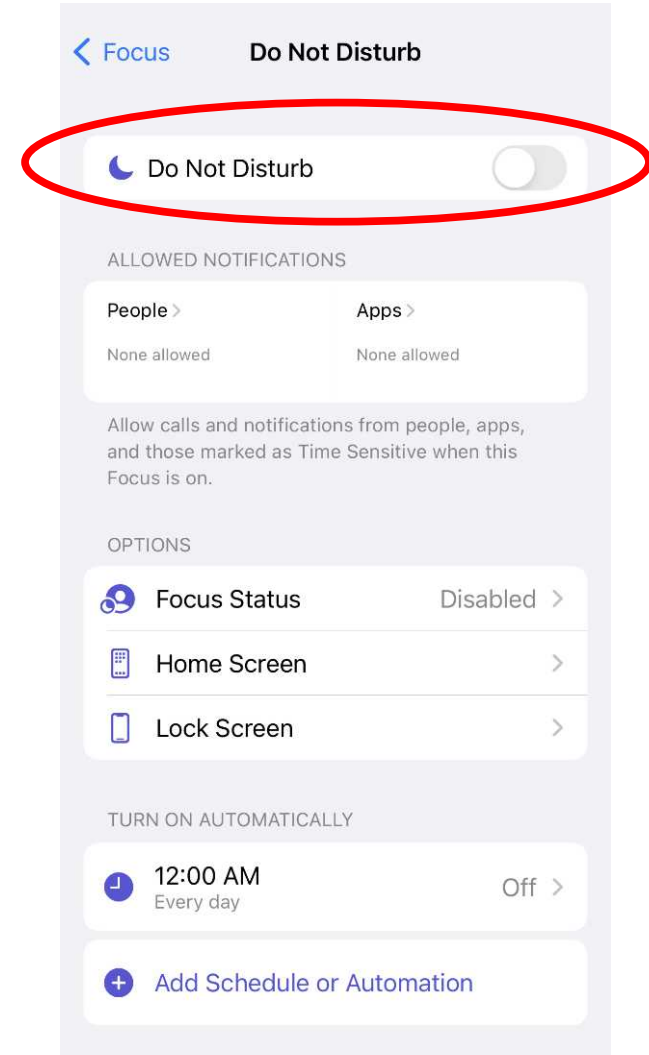 Focus Do Not Disturb
Do Not Disturb
ALLOWED NOTIFICATIONS
People Apps
None allowed None allowed
Allow calls and notifications from people, apps,
and those marked as Time Sensitive when this
Focus is on.
OPTIONS
Focus Status Disabled
Home Screen
Lock Screen
TURN ON AUTOMATICALLY
12:00 AM Off
Every day
Add Schedule or Automation